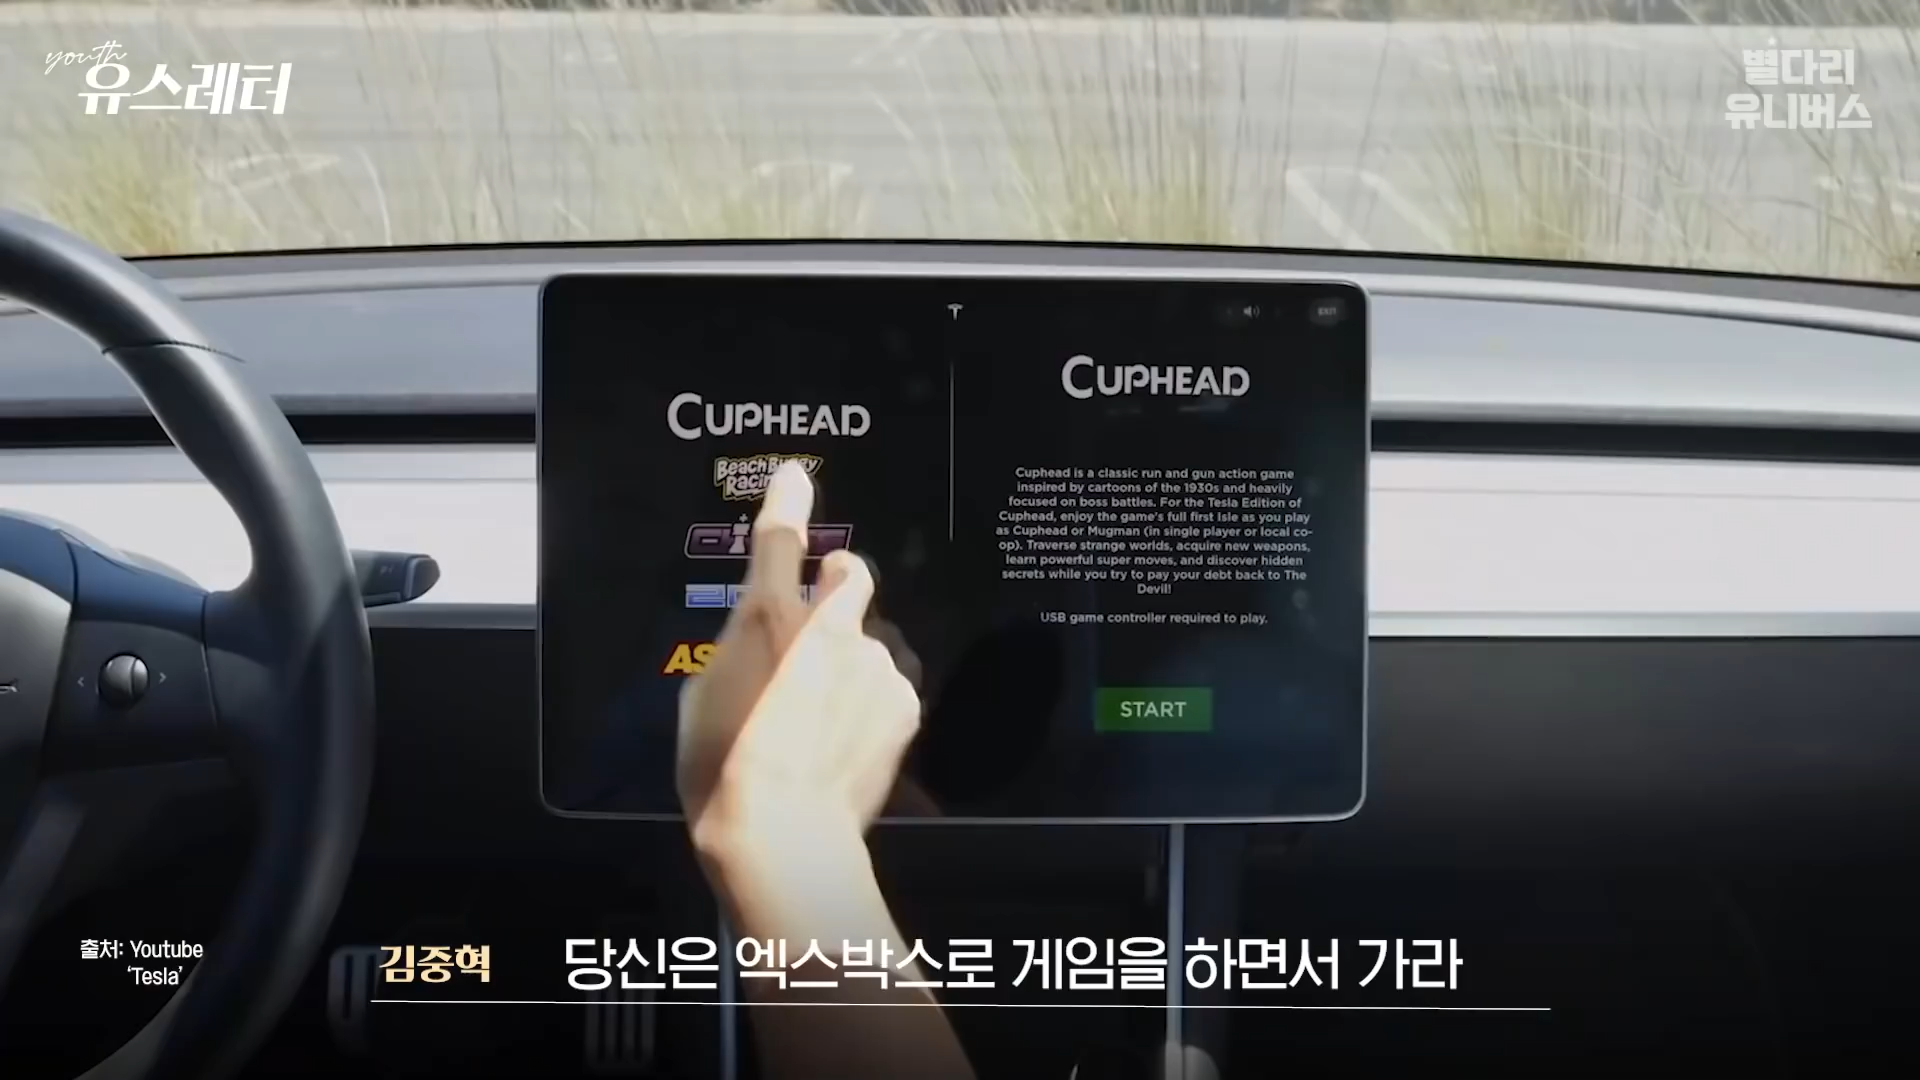 youth
유스레터
별다리
유니버스
EXIT
CUPHEAD
Beach Buggy
Racing
AS
CUPHEAD
Cuphead is a classic run and gun action game
inspired by cartoons of the 1930s and heavily
focused on boss battles. For the Tesla Edition of
Cuphead, enjoy the game's full first Isle as you play
as Cuphead or Mugman (in single player or local co-
op). Traverse strange worlds, acquire new weapons,
learn powerful super moves, and discover hidden
secrets while you try to pay your debt back to The
Devil!
USB game controller required to play.
START
출처: Youtube
'Tesla'
김중혁 당신은 엑스박스로 게임을 하면서 가라